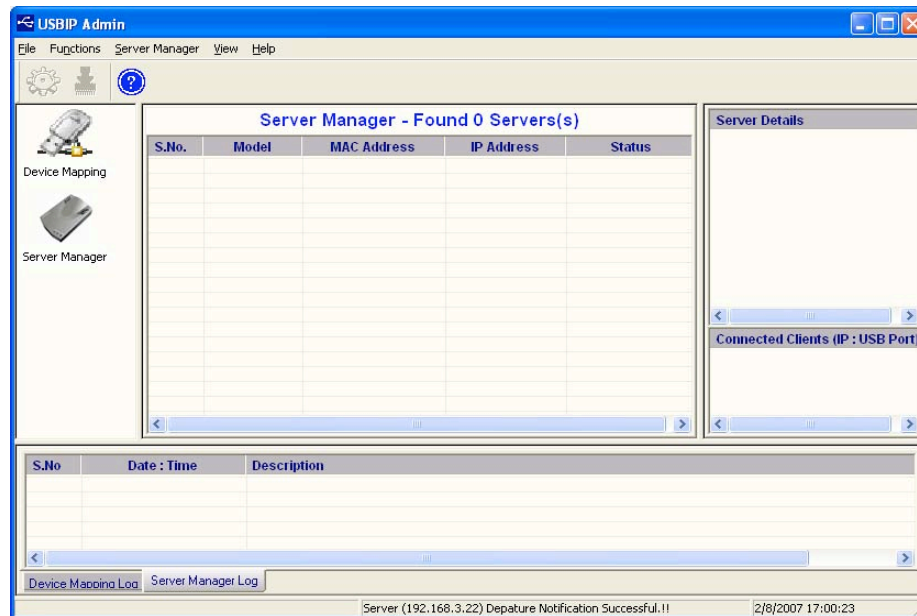 USBIP Admin
File Functions Server Manager View Help
Device Mapping
Server Manager
Server Manager - Found 0 Servers(s)
S.No. Model MAC Address IP Address Status
Server Details
Connected Clients (IP : USB Port)
S.No Date : Time Description
Device Mapping Log Server Manager Log
Server (192.168.3.22) Depature Notification Successful.!! 2/8/2007 17:00:23